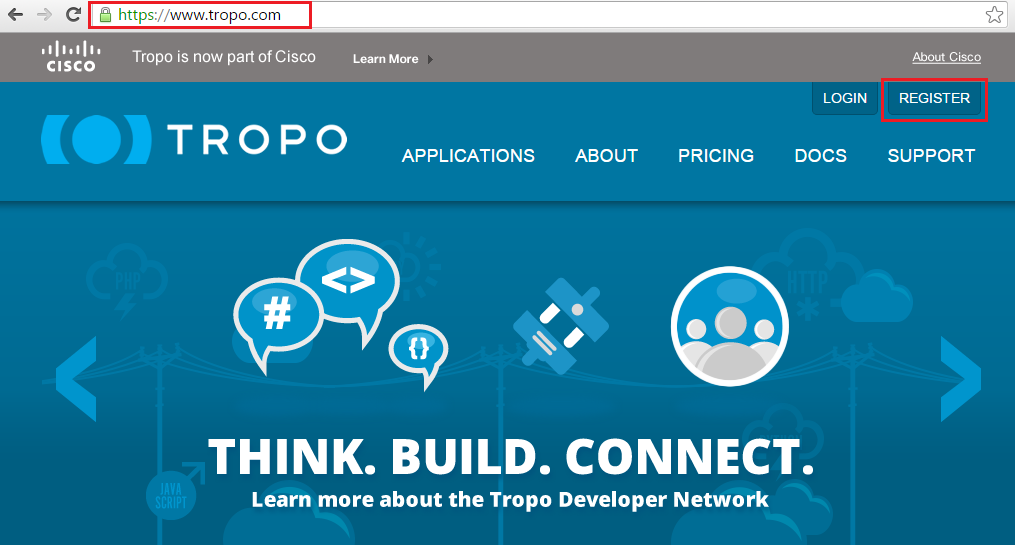 https://www.tropo.com
CISCO Tropo is now part of Cisco Learn More About Cisco
LOGIN REGISTER
TROPO
APPLICATIONS ABOUT PRICING DOCS SUPPORT
PHP
<>
HTTP
*
#
{}
THINK. BUILD. CONNECT.
JAVA
SCRIPT
Learn more about the Tropo Developer Network